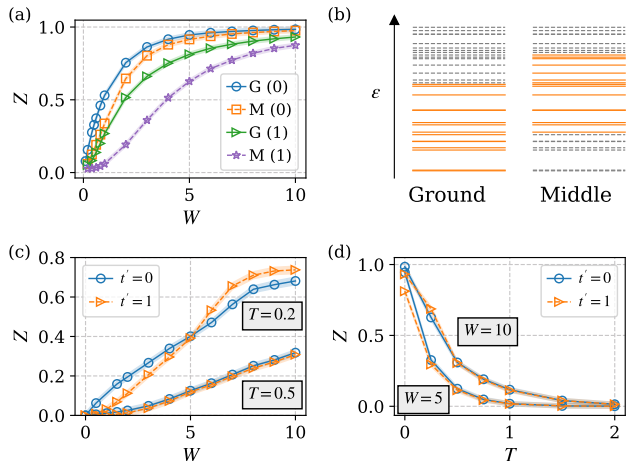 (a)
1.0
0.5
0.0
Z
G (0)
M (0)
G (1)
M (1)
0
5
10
W
(b)
ε
Ground
Middle
(c)
0.8
0.6
0.4
0.2
0.0
Z
t′=0
t′=1
T=0.2
T=0.5
0
5
10
W
(d)
1.0
0.5
0.0
Z
t′=0
t′=1
W=10
W=5
0
1
2
T